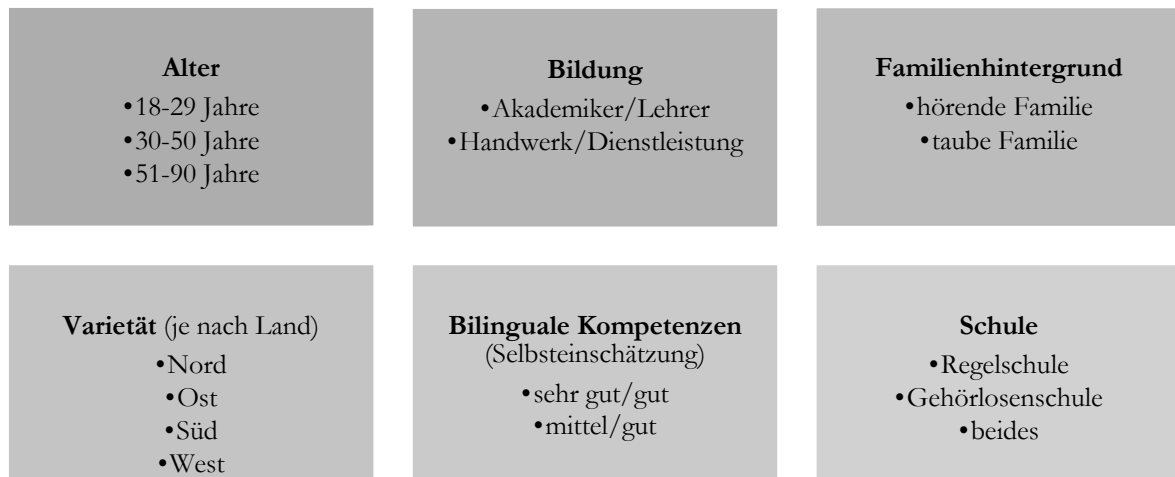 Alter
•18-29 Jahre
•30-50 Jahre
•51-90 Jahre
Bildung
•Akademiker/Lehrer
•Handwerk/Dienstleistung
Familienhintergrund
•hörende Familie
•taube Familie
Varietät (je nach Land)
•Nord
•Ost
•Süd
•West
Bilinguale Kompetenzen
(Selbsteinschätzung)
•sehr gut/gut
•mittel/gut
Schule
•Regelschule
•Gehörlosenschule
•beides